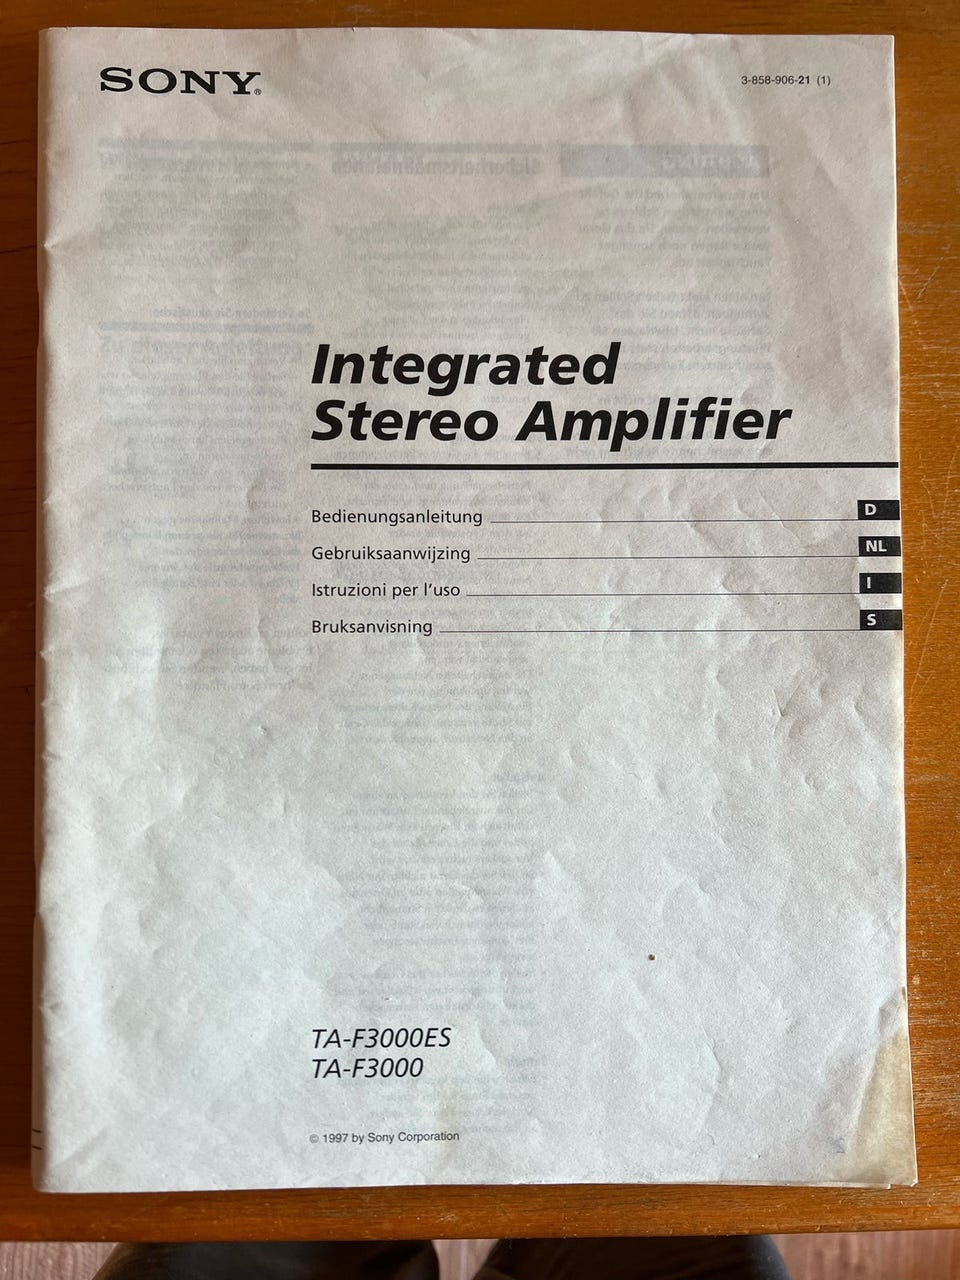 SONY®
3-858-906-21 (1)
Integrated
Stereo Amplifier
Bedienungsanleitung D
Gebruiksaanwijzing NL
Istruzioni per l'uso I
Bruksanvisning S
TA-F3000ES
TA-F3000
© 1997 by Sony Corporation